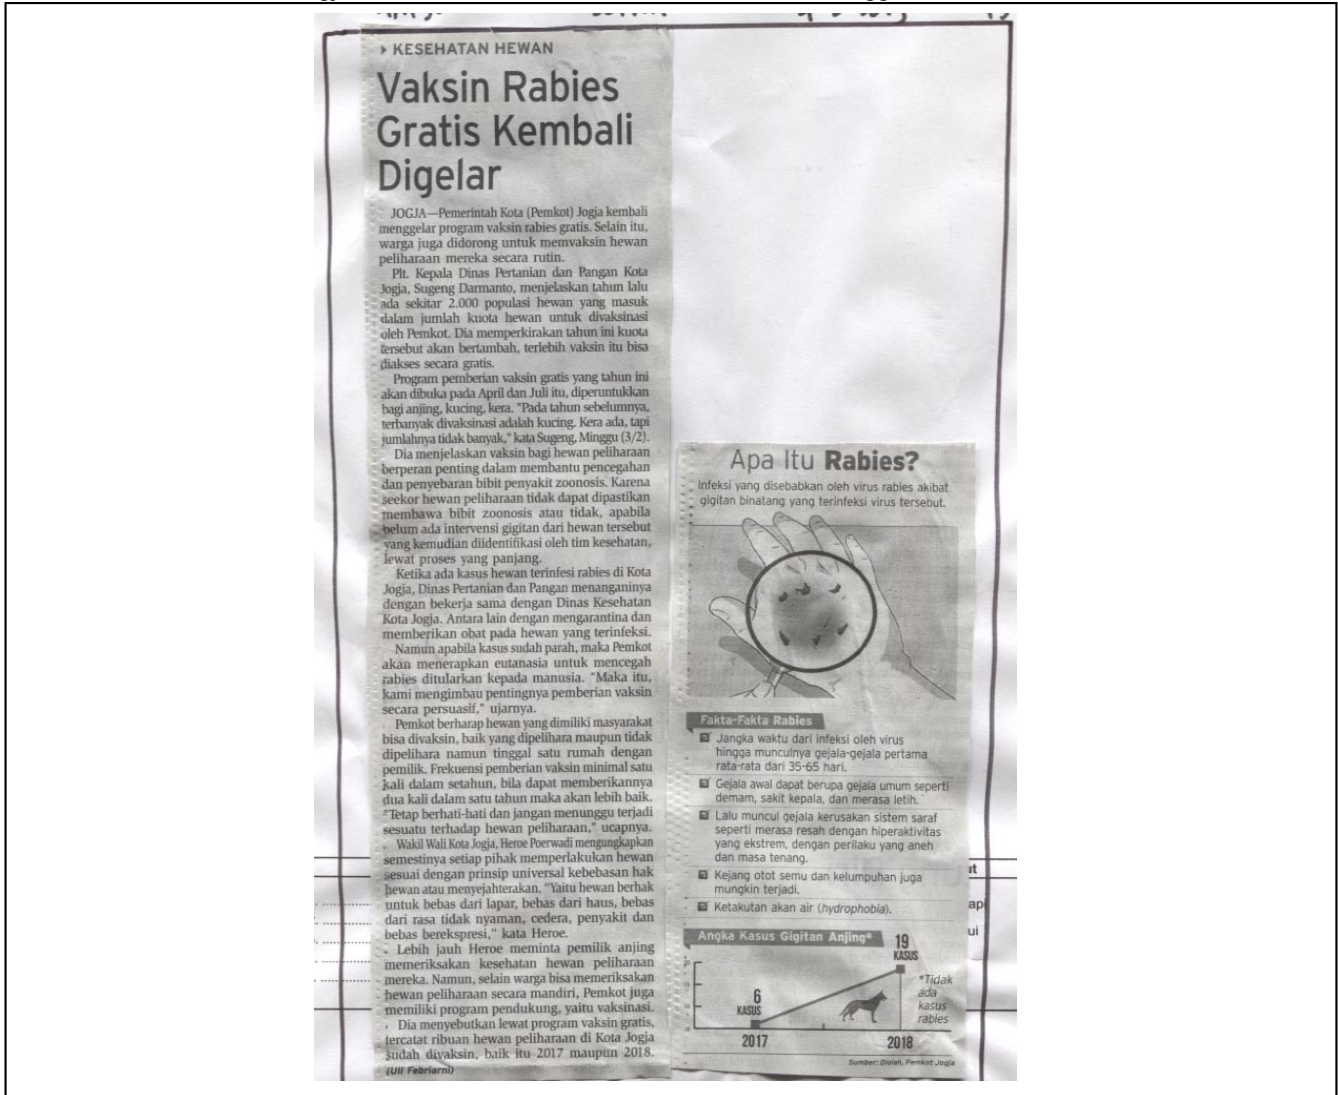 KESEHATAN HEWAN
Vaksin Rabies
Gratis Kembali
Digelar
JOGJA—Pemerintah Kota (Pemkot) Jogja kembali
menggelar program vaksin rabies gratis. Selain itu,
warga juga didorong untuk memvaksin hewan
peliharaan mereka secara rutin.
Plt. Kepala Dinas Pertanian dan Pangan Kota
Jogja, Sugeng Darmanto, menjelaskan tahun lalu
ada sekitar 2.000 populasi hewan yang masuk
dalam jumlah kuota hewan untuk divaksinasi
oleh Pemkot. Dia memperkirakan tahun ini kuota
tersebut akan bertambah, terlebih vaksin itu bisa
diakses secara gratis.
Program pemberian vaksin gratis yang tahun ini
akan dibuka pada April dan Juli itu, diperuntukkan
bagi anjing, kucing, kera. "Pada tahun sebelumnya,
terbanyak divaksinasi adalah kucing. Kera ada, tapi
jumlahnya tidak banyak," kata Sugeng, Minggu (3/2).
Dia menjelaskan vaksin bagi hewan peliharaan
berperan penting dalam membantu pencegahan
dan penyebaran bibit penyakit zoonosis. Karena
seekor hewan peliharaan tidak dapat dipastikan
membawa bibit zoonosis atau tidak, apabila
belum ada intervensi gigitan dari hewan tersebut
yang kemudian diidentifikasi oleh tim kesehatan,
lewat proses yang panjang.
Ketika ada kasus hewan terinfesi rabies di Kota
Jogja, Dinas Pertanian dan Pangan menanganinya
dengan bekerja sama dengan Dinas Kesehatan
Kota Jogja. Antara lain dengan mengarantina dan
memberikan obat pada hewan yang terinfeksi.
Namun apabila kasus sudah parah, maka Pemkot
akan menerapkan eutanasia untuk mencegah
rabies ditularkan kepada manusia. "Maka itu,
kami mengimbau pentingnya pemberian vaksin
secara persuasif," ujarnya.
Pemkot berharap hewan yang dimiliki masyarakat
bisa divaksin, baik yang dipelihara maupun tidak
dipelihara namun tinggal satu rumah dengan
pemilik. Frekuensi pemberian vaksin minimal satu
kali dalam setahun, bila dapat memberikannya
dua kali dalam satu tahun maka akan lebih baik.
"Tetap berhati-hati dan jangan menunggu terjadi
sesuatu terhadap hewan peliharaan," ucapnya.
Wakil Wali Kota Jogja, Heroe Poerwadi mengungkapkan
semestinya setiap pihak memperlakukan hewan
sesuai dengan prinsip universal kebebasan hak
hewan atau menyejahterakan. "Yaitu hewan berhak
untuk bebas dari lapar, bebas dari haus, bebas
dari rasa tidak nyaman, cedera, penyakit dan
bebas berekspresi," kata Heroe.
Lebih jauh Heroe meminta pemilik anjing
memeriksakan kesehatan hewan peliharaan
mereka. Namun, selain warga bisa memeriksakan
hewan peliharaan secara mandiri, Pemkot juga
memiliki program pendukung, yaitu vaksinasi.
Dia menyebutkan lewat program vaksin gratis,
tercatat ribuan hewan peliharaan di Kota Jogja
sudah divaksin, baik itu 2017 maupun 2018.
(Uli Febriarni)
Apa Itu Rabies?
Infeksi yang disebabkan oleh virus rabies akibat
gigitan binatang yang terinfeksi virus tersebut.
Fakta-Fakta Rabies
Jangka waktu dari infeksi oleh virus
hingga munculnya gejala-gejala pertama
rata-rata dari 35-65 hari.
Gejala awal dapat berupa gejala umum seperti
demam, sakit kepala, dan merasa letih.
Lalu muncul gejala kerusakan sistem saraf
seperti merasa resah dengan hiperaktivitas
yang ekstrem, dengan perilaku yang aneh
dan masa tenang.
Kejang otot semu dan kelumpuhan juga
mungkin terjadi.
Ketakutan akan air (hydrophobia).
Angka Kasus Gigitan Anjing*
19
KASUS
6
KASUS
*Tidak
ada
kasus
rabies
2017
2018
Sumber: Diolah, Pemkot Jogja